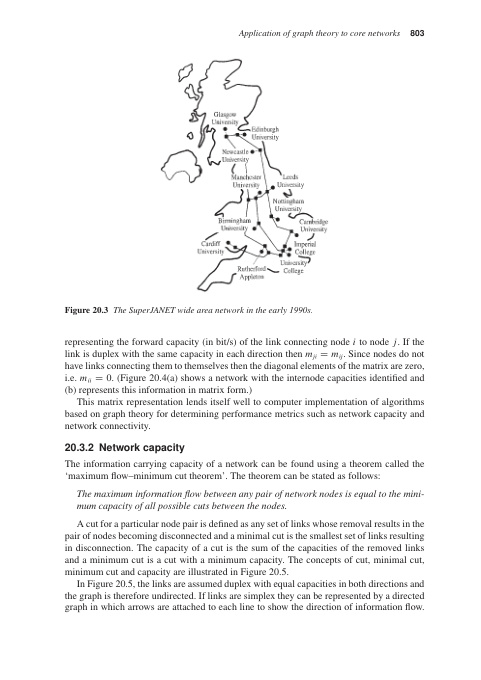 Application of graph theory to core networks 803
Glasgow
University
Edinburgh
University
Newcastle
University
Manchester
University
Leeds
University
Nottingham
University
Birmingham
University
Cambridge
University
Cardiff
University
Imperial
College
University
College
Rutherford
Appleton
Figure 20.3 The SuperJANET wide area network in the early 1990s.
representing the forward capacity (in bit/s) of the link connecting node i to node j. If the
link is duplex with the same capacity in each direction then mji = mij. Since nodes do not
have links connecting them to themselves then the diagonal elements of the matrix are zero,
i.e. mii = 0. (Figure 20.4(a) shows a network with the internode capacities identified and
(b) represents this information in matrix form.)
This matrix representation lends itself well to computer implementation of algorithms
based on graph theory for determining performance metrics such as network capacity and
network connectivity.
20.3.2 Network capacity
The information carrying capacity of a network can be found using a theorem called the
‘maximum flow–minimum cut theorem’. The theorem can be stated as follows:
The maximum information flow between any pair of network nodes is equal to the mini-
mum capacity of all possible cuts between the nodes.
A cut for a particular node pair is defined as any set of links whose removal results in the
pair of nodes becoming disconnected and a minimal cut is the smallest set of links resulting
in disconnection. The capacity of a cut is the sum of the capacities of the removed links
and a minimum cut is a cut with a minimum capacity. The concepts of cut, minimal cut,
minimum cut and capacity are illustrated in Figure 20.5.
In Figure 20.5, the links are assumed duplex with equal capacities in both directions and
the graph is therefore undirected. If links are simplex they can be represented by a directed
graph in which arrows are attached to each line to show the direction of information flow.